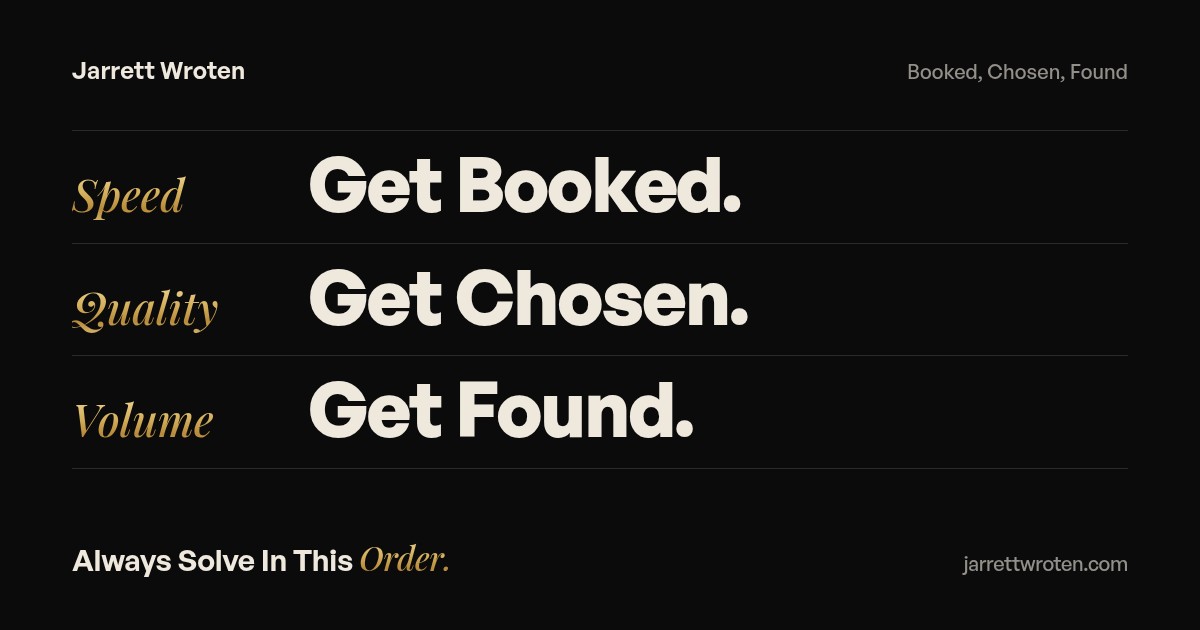 Jarrett Wroten
Booked, Chosen, Found
Speed
Get Booked.
Quality
Get Chosen.
Volume
Get Found.
Always Solve In This Order.
jarrettwroten.com